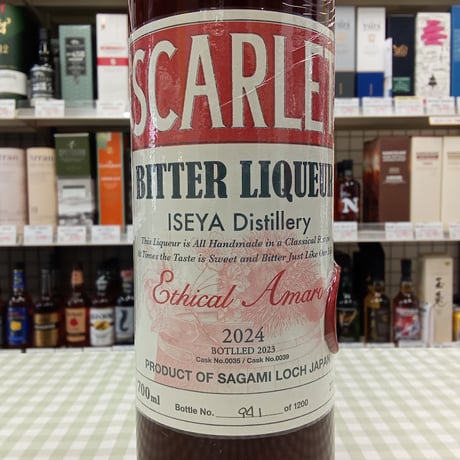 SCARLET
BITTER LIQUEUR
ISEYA Distillery
This Liqueur is All Handmade in a Classical
At Times the Taste is Sweet and Bitter Just Like
Ethical Amaro
2024
BOTLLED 2023
Cask No.0035 / Cask No.0039
PRODUCT OF SAGAMI LOCH JAPAN
700ml
Bottle No. 941 of 1200